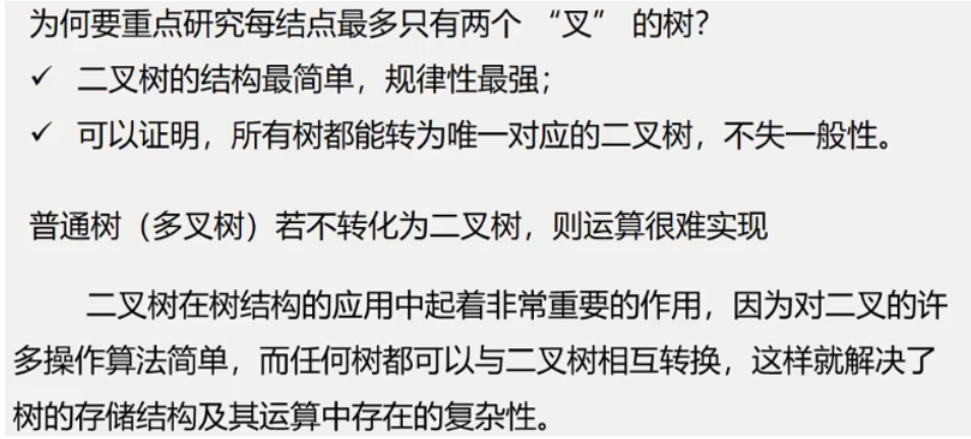 为何要重点研究每结点最多只有两个 “叉” 的树？
✓ 二叉树的结构最简单，规律性最强；
✓ 可以证明，所有树都能转为唯一对应的二叉树，不失一般性。
普通树（多叉树）若不转化为二叉树，则运算很难实现
二叉树在树结构的应用中起着非常重要的作用，因为对二叉的许
多操作算法简单，而任何树都可以与二叉树相互转换，这样就解决了
树的存储结构及其运算中存在的复杂性。